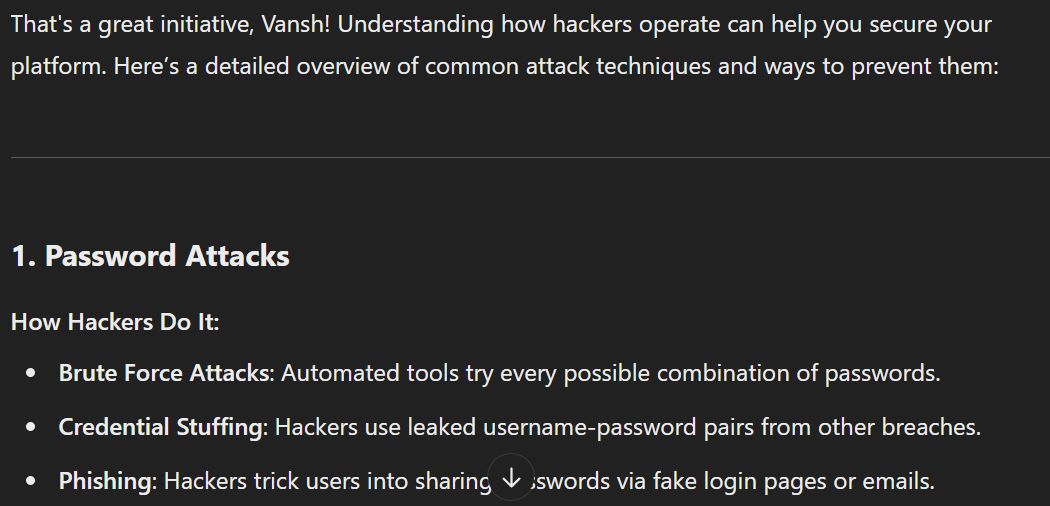 That's a great initiative, Vansh! Understanding how hackers operate can help you secure your
platform. Here’s a detailed overview of common attack techniques and ways to prevent them:
1. Password Attacks
How Hackers Do It:
• Brute Force Attacks: Automated tools try every possible combination of passwords.
• Credential Stuffing: Hackers use leaked username-password pairs from other breaches.
• Phishing: Hackers trick users into sharing sswords via fake login pages or emails.